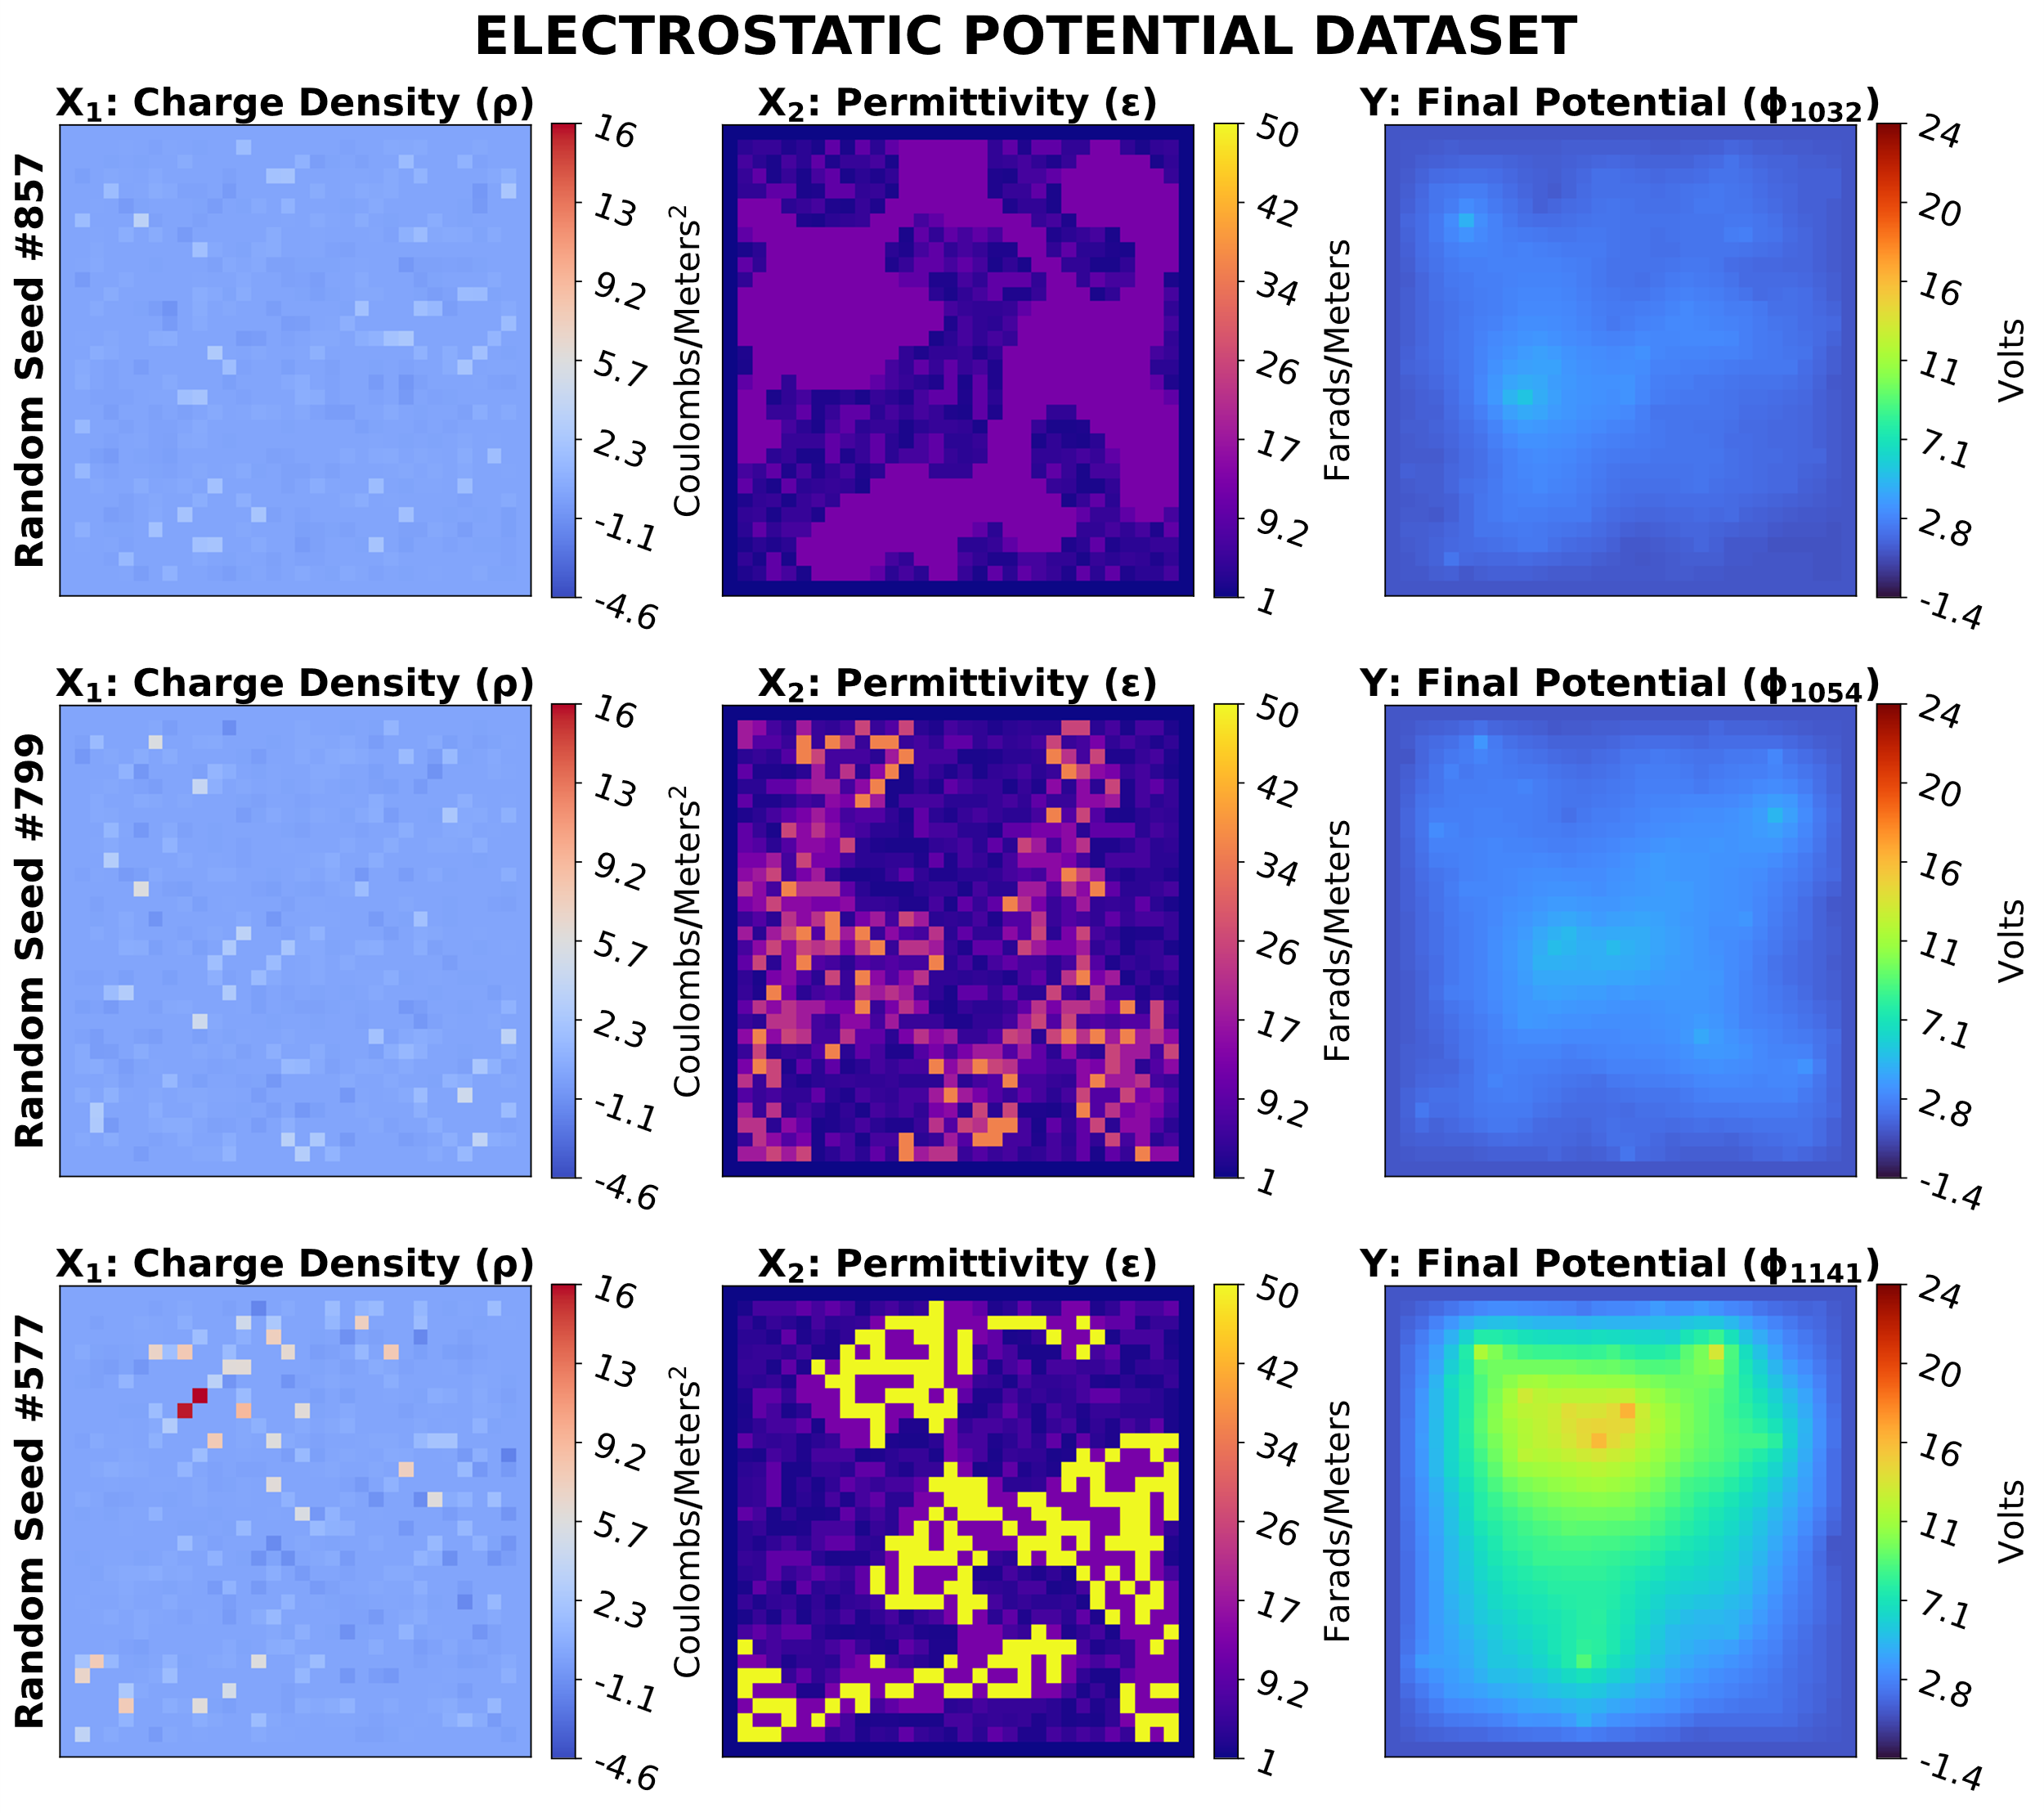 ELECTROSTATIC POTENTIAL DATASET
Random Seed #857
X₁: Charge Density (ρ)
16
13
9.2
5.7
2.3
-1.1
-4.6
Coulombs/Meters²
X₂: Permittivity (ε)
50
42
34
26
17
9.2
1
Farads/Meters
Y: Final Potential (ϕ₁₀₃₂)
24
20
16
11
7.1
2.8
-1.4
Volts
Random Seed #799
X₁: Charge Density (ρ)
16
13
9.2
5.7
2.3
-1.1
-4.6
Coulombs/Meters²
X₂: Permittivity (ε)
50
42
34
26
17
9.2
1
Farads/Meters
Y: Final Potential (ϕ₁₀₅₄)
24
20
16
11
7.1
2.8
-1.4
Volts
Random Seed #577
X₁: Charge Density (ρ)
16
13
9.2
5.7
2.3
-1.1
-4.6
Coulombs/Meters²
X₂: Permittivity (ε)
50
42
34
26
17
9.2
1
Farads/Meters
Y: Final Potential (ϕ₁₁₄₁)
24
20
16
11
7.1
2.8
-1.4
Volts